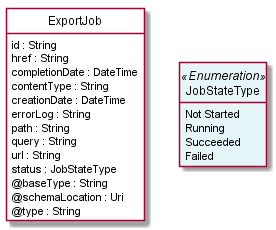 ExportJob
id : String
href : String
completionDate : DateTime
contentType : String
creationDate : DateTime
errorLog : String
path : String
query : String
url : String
status : JobStateType
@baseType : String
@schemaLocation : Uri
@type : String
«Enumeration»
JobStateType
Not Started
Running
Succeeded
Failed